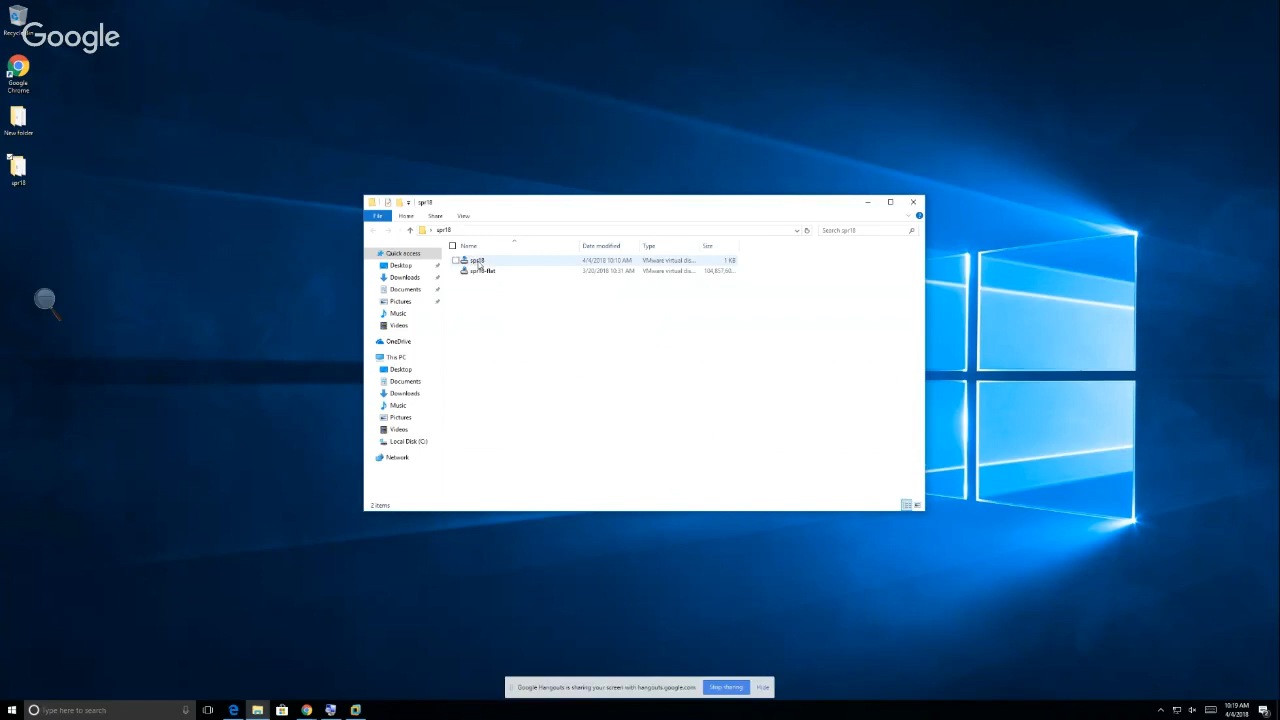 Google
Recycle Bin
Google
Chrome
New folder
spr18
spr18
File Home Share View
spr18
Search spr18
Name Date modified Type Size
spr18 4/4/2018 10:10 AM VMware virtual dis... 1 KB
spr18-flat 3/20/2018 10:31 AM VMware virtual dis... 104,857,60...
Quick access
Desktop
Downloads
Documents
Pictures
Music
Videos
OneDrive
This PC
Desktop
Documents
Downloads
Music
Pictures
Videos
Local Disk (C:)
Network
2 items
Google Hangouts is sharing your screen with hangouts.google.com. Stop sharing Hide
Type here to search
10:19 AM
4/4/2018